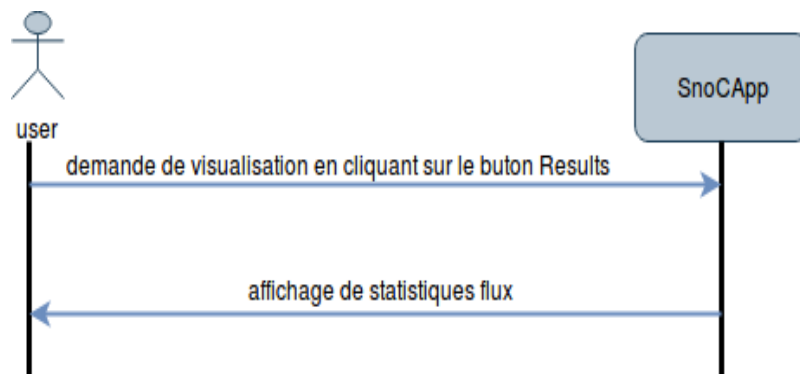 SnoCApp
user
demande de visualisation en cliquant sur le buton Results
affichage de statistiques flux